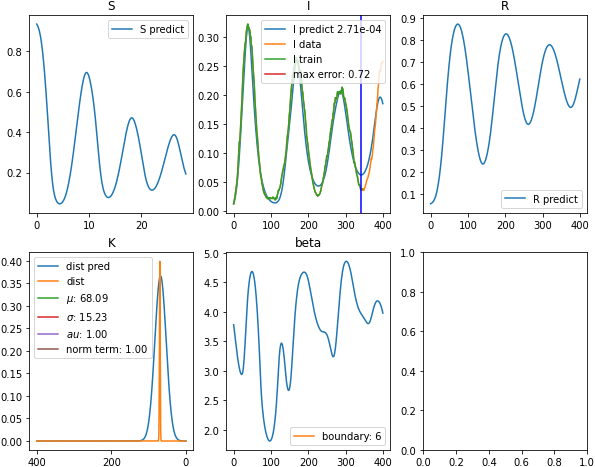 S
I
R
S predict
I predict 2.71e-04
I data
I train
max error: 0.72
R predict
0.8
0.6
0.4
0.2
0.30
0.25
0.20
0.15
0.10
0.05
0.00
0.9
0.8
0.7
0.6
0.5
0.4
0.3
0.2
0.1
0 10 20
0 100 200 300 400
0 100 200 300 400
K
beta
dist pred
dist
μ: 68.09
σ: 15.23
au: 1.00
norm term: 1.00
boundary: 6
0.40
0.35
0.30
0.25
0.20
0.15
0.10
0.05
0.00
5.0
4.5
4.0
3.5
3.0
2.5
2.0
1.0
0.8
0.6
0.4
0.2
0.0
400 200 0
0 100 200 300 400
0.0 0.2 0.4 0.6 0.8 1.0